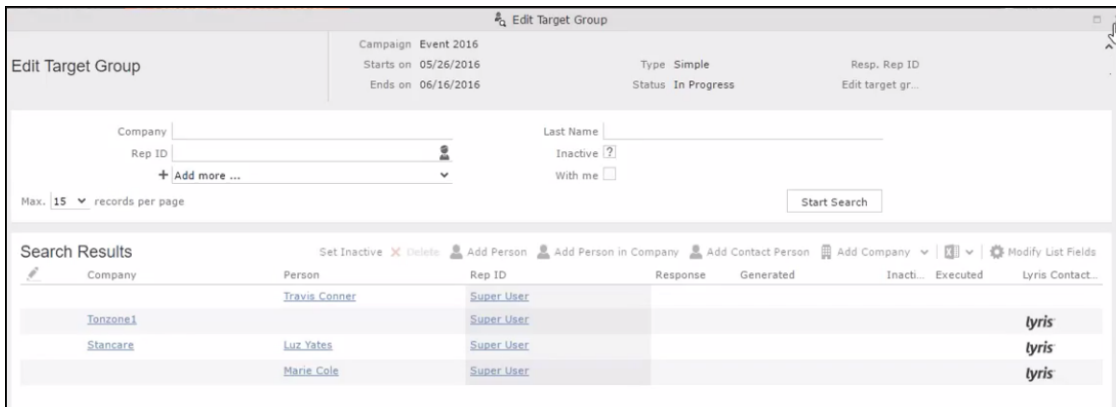 Edit Target Group
Edit Target Group
Campaign Event 2016
Starts on 05/26/2016 Type Simple Resp. Rep ID
Ends on 06/16/2016 Status In Progress Edit target gr...
Company Last Name
Rep ID Inactive ?
+ Add more ... With me
Max. 15 records per page Start Search
Search Results Set Inactive Delete Add Person Add Person in Company Add Contact Person Add Company Modify List Fields
Company Person Rep ID Response Generated Inacti... Executed Lyris Contact...
Travis Conner Super User
Tonzone1 Super User lyris
Stancare Luz Yates Super User lyris
Marie Cole Super User lyris